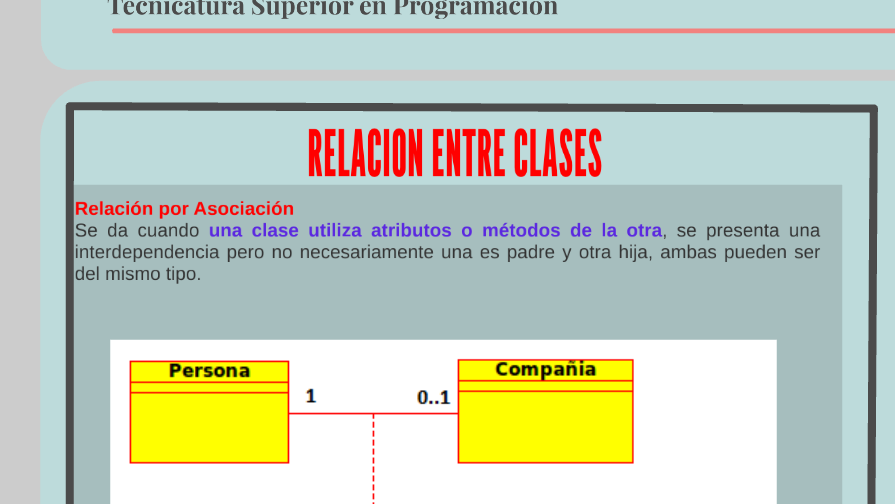 Tecnicatura Superior en Programación
RELACION ENTRE CLASES
Relación por Asociación
Se da cuando una clase utiliza atributos o métodos de la otra, se presenta una
interdependencia pero no necesariamente una es padre y otra hija, ambas pueden ser
del mismo tipo.
Persona
Compañia
1
0..1